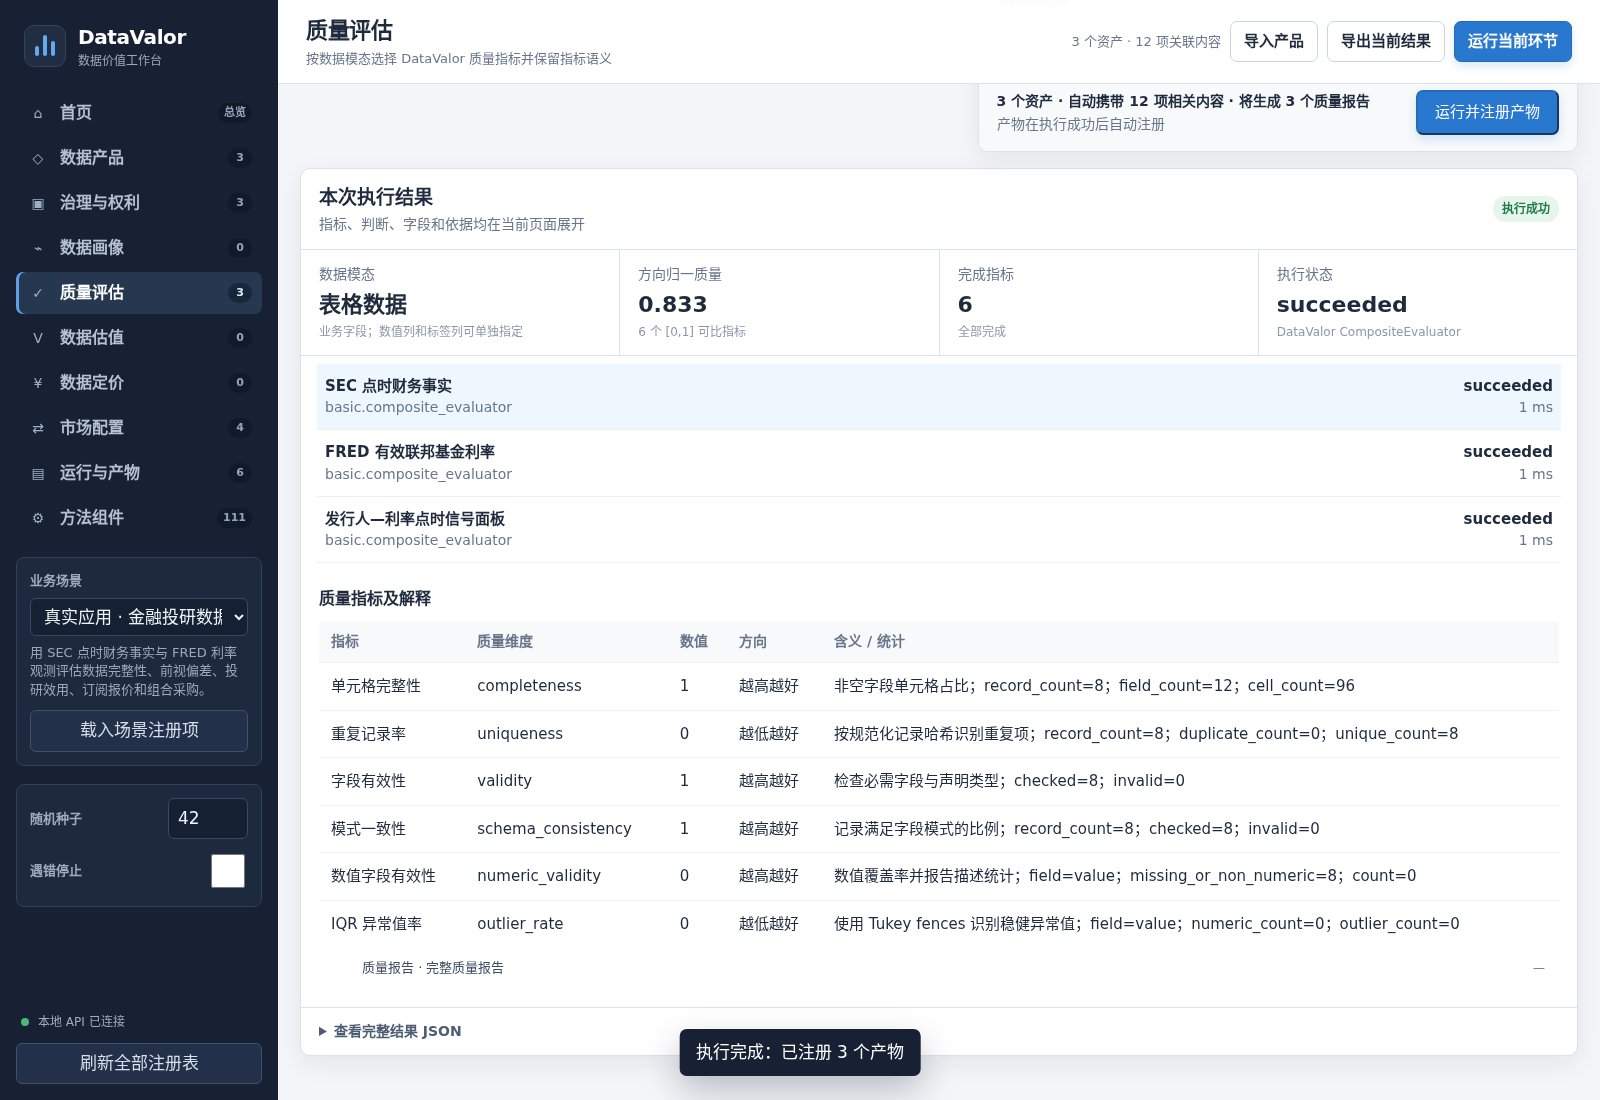 DataValor
数据价值工作台
⌂ 首页 总览
◇ 数据产品 3
▣ 治理与权利 3
⌁ 数据画像 0
✓ 质量评估 3
V 数据估值 0
¥ 数据定价 0
⇄ 市场配置 4
▤ 运行与产物 6
⚙ 方法组件 111
业务场景
真实应用 · 金融投研数据
用 SEC 点时财务事实与 FRED 利率
观测评估数据完整性、前视偏差、投
研效用、订阅报价和组合采购。
载入场景注册项
随机种子 42
遇错停止
本地 API 已连接
刷新全部注册表
质量评估
按数据模态选择 DataValor 质量指标并保留指标语义
3 个资产 · 12 项关联内容 导入产品 导出当前结果 运行当前环节
3 个资产 · 自动携带 12 项相关内容 · 将生成 3 个质量报告
产物在执行成功后自动注册
运行并注册产物
本次执行结果
指标、判断、字段和依据均在当前页面展开
执行成功
数据模态
表格数据
业务字段；数值列和标签列可单独指定
方向归一质量
0.833
6 个 [0,1] 可比指标
完成指标
6
全部完成
执行状态
succeeded
DataValor CompositeEvaluator
SEC 点时财务事实 succeeded
basic.composite_evaluator 1 ms
FRED 有效联邦基金利率 succeeded
basic.composite_evaluator 1 ms
发行人—利率点时信号面板 succeeded
basic.composite_evaluator 1 ms
质量指标及解释
指标 质量维度 数值 方向 含义 / 统计
单元格完整性 completeness 1 越高越好 非空字段单元格占比；record_count=8；field_count=12；cell_count=96
重复记录率 uniqueness 0 越低越好 按规范化记录哈希识别重复项；record_count=8；duplicate_count=0；unique_count=8
字段有效性 validity 1 越高越好 检查必需字段与声明类型；checked=8；invalid=0
模式一致性 schema_consistency 1 越高越好 记录满足字段模式的比例；record_count=8；checked=8；invalid=0
数值字段有效性 numeric_validity 0 越高越好 数值覆盖率并报告描述统计；field=value；missing_or_non_numeric=8；count=0
IQR 异常值率 outlier_rate 0 越低越好 使用 Tukey fences 识别稳健异常值；field=value；numeric_count=0；outlier_count=0
质量报告 · 完整质量报告 —
▶ 查看完整结果 JSON
执行完成：已注册 3 个产物